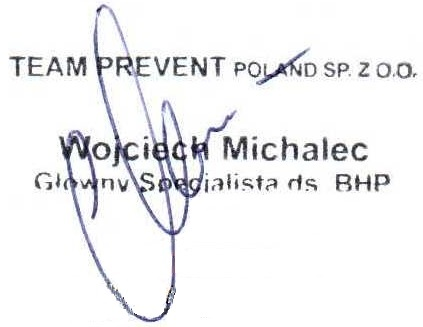 TEAM PREVENT POLAND SP. Z O.O.
Wojciech Michalec
Główny Specjalista ds. BHP